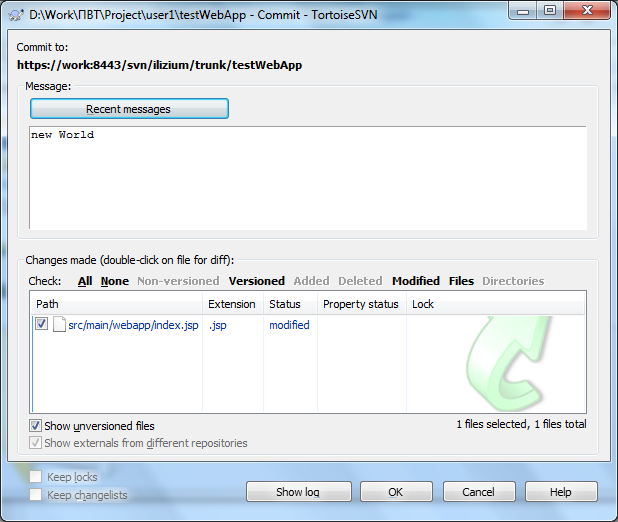 D:\Work\ПВТ\Project\user1\testWebApp - Commit - TortoiseSVN
Commit to:
https://work:8443/svn/ilizium/trunk/testWebApp
Message:
Recent messages
new World
Changes made (double-click on file for diff):
Check: All None Non-versioned Versioned Added Deleted Modified Files Directories
Path Extension Status Property status Lock
src/main/webapp/index.jsp .jsp modified
Show unversioned files 1 files selected, 1 files total
Show externals from different repositories
Keep locks
Keep changelists
Show log OK Cancel Help